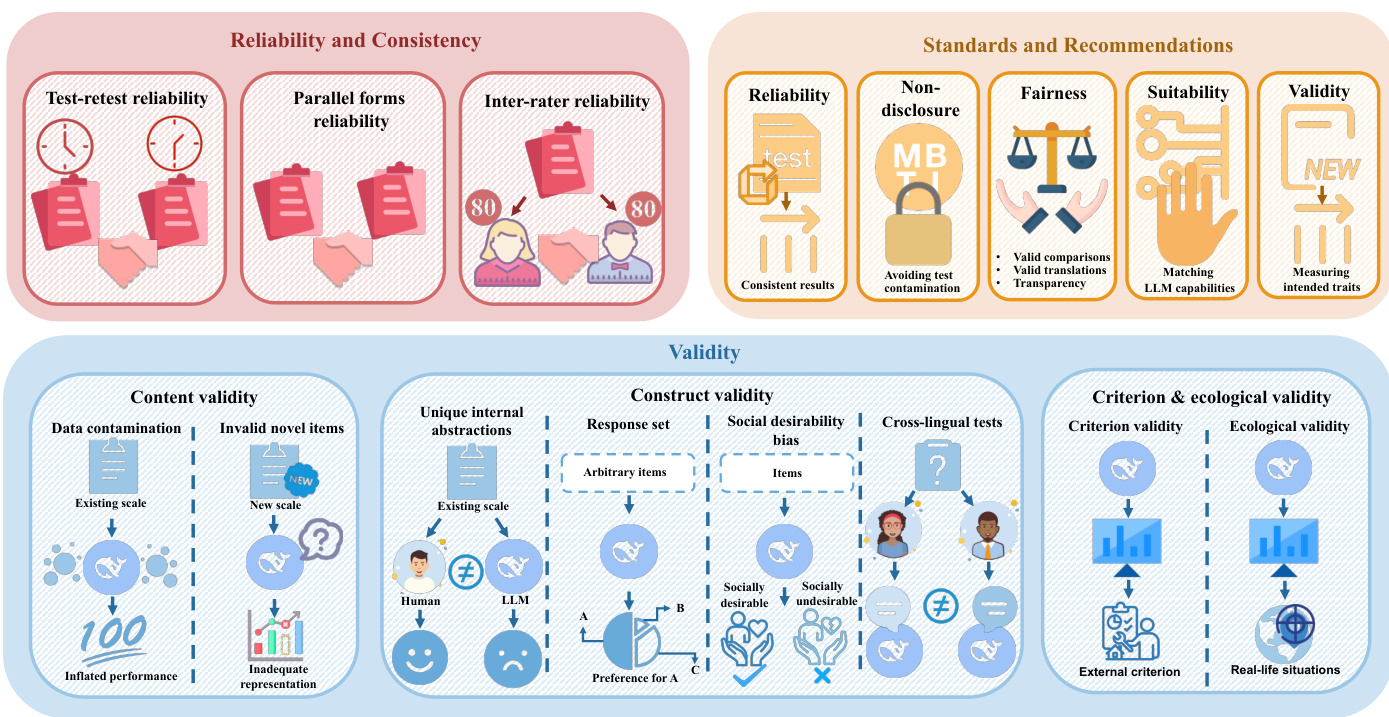 Reliability and Consistency
Test-retest reliability
Parallel forms
reliability
Inter-rater reliability
80
80
Standards and Recommendations
Reliability
test
Consistent results
Non-
disclosure
MB
TI
Avoiding test
contamination
Fairness
• Valid comparisons
• Valid translations
• Transparency
Suitability
Matching
LLM capabilities
Validity
NEW
Measuring
intended traits
Validity
Content validity
Data contamination
Existing scale
100
Inflated performance
Invalid novel items
NEW
New scale
?
Inadequate
representation
Construct validity
Unique internal
abstractions
Existing scale
≠
Human
LLM
Response set
Arbitrary items
A
B
C
Preference for A
Social desirability
bias
Items
Socially
desirable
Socially
undesirable
Cross-lingual tests
?
≠
Criterion & ecological validity
Criterion validity
External criterion
Ecological validity
Real-life situations